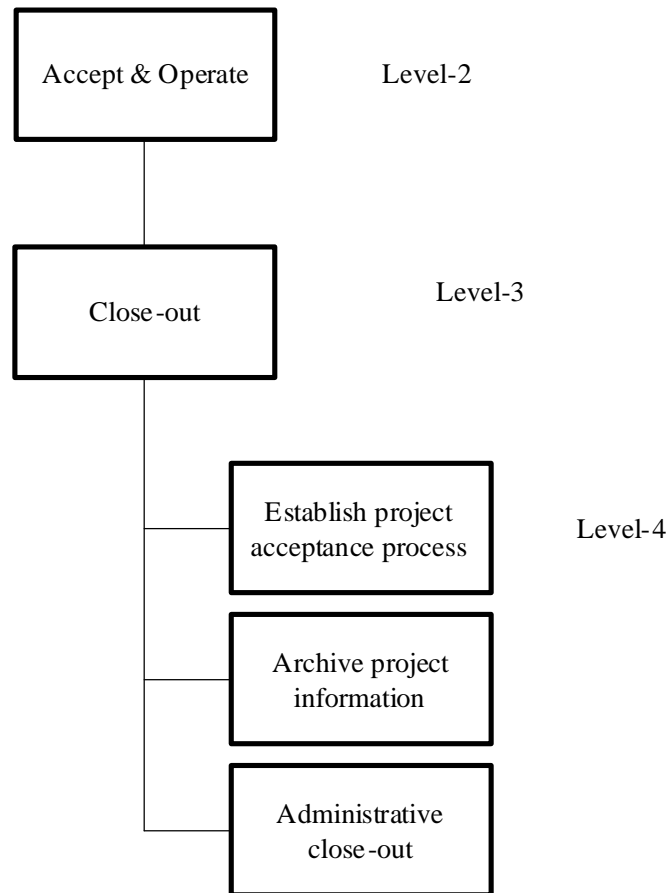 Accept & Operate
Level-2
Close-out
Level-3
Establish project
acceptance process
Level-4
Archive project
information
Administrative
close-out